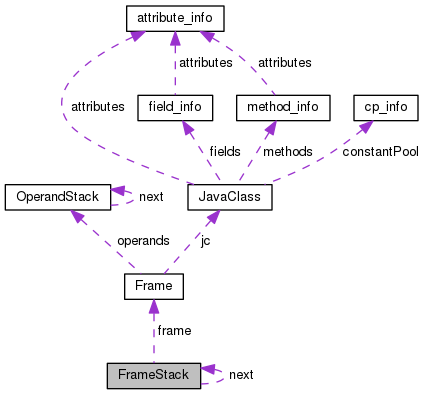 attribute_info
attributes
attributes
attributes
field_info
method_info
cp_info
fields
methods
constantPool
OperandStack
next
JavaClass
operands
jc
Frame
frame
FrameStack
next